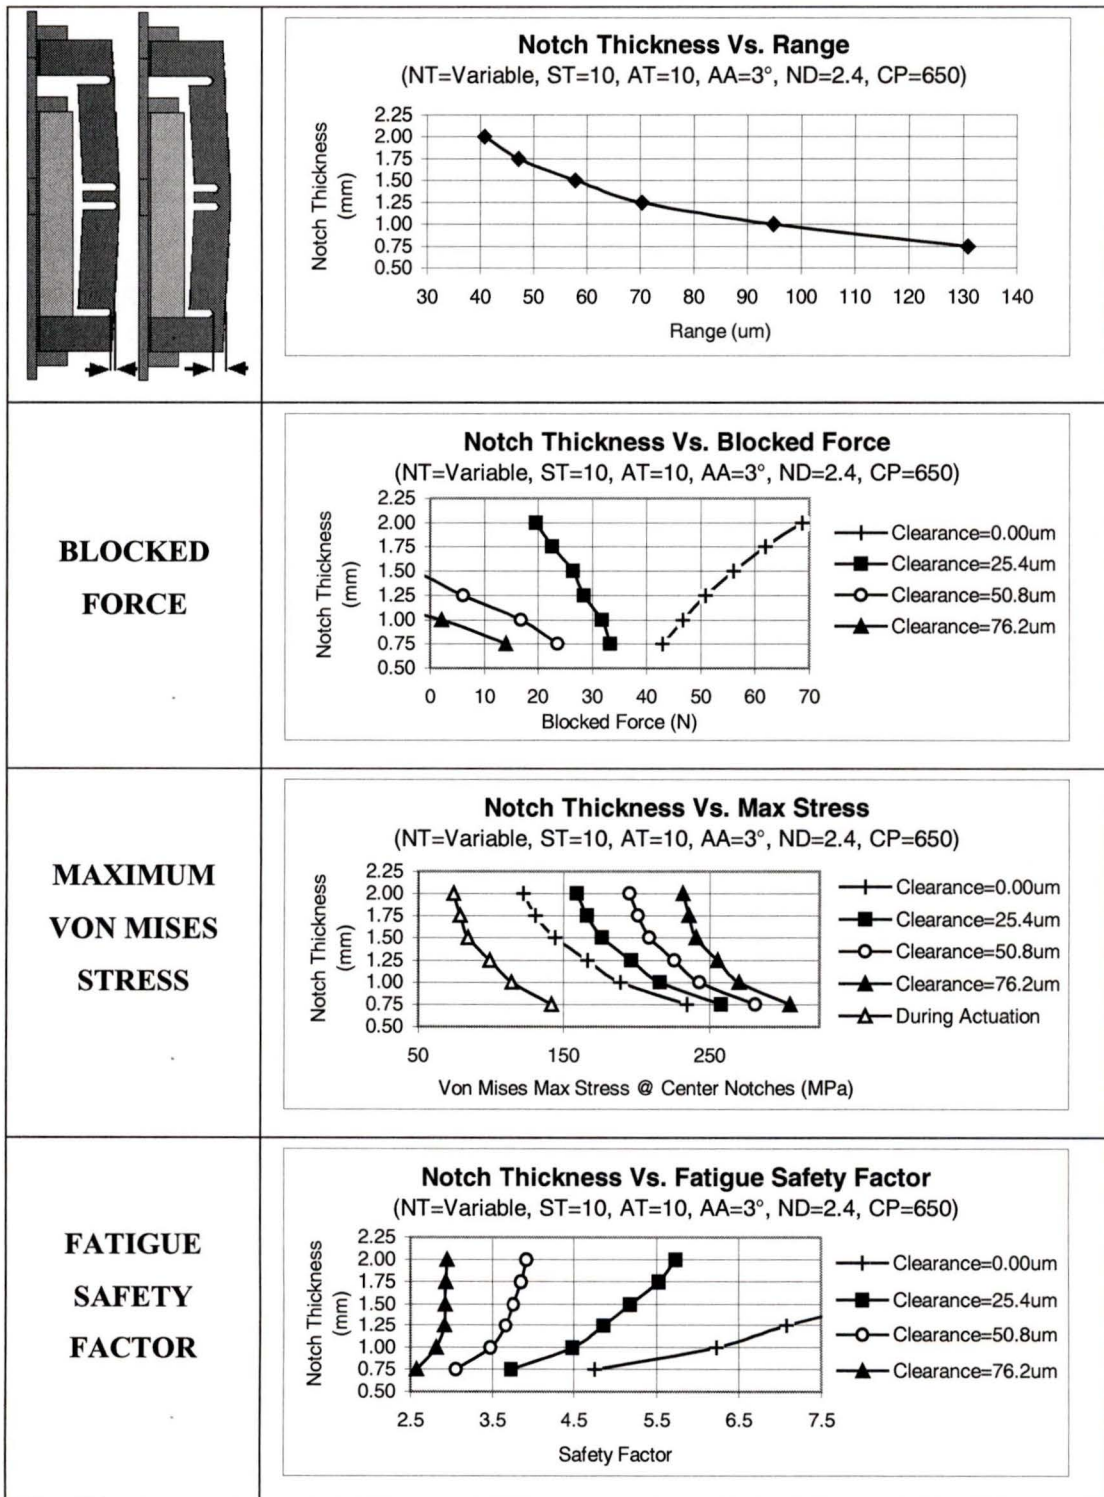 Notch Thickness Vs. Range
(NT=Variable, ST=10, AT=10, AA=3°, ND=2.4, CP=650)
Notch Thickness
(mm)
2.25
2.00
1.75
1.50
1.25
1.00
0.75
0.50
30 40 50 60 70 80 90 100 110 120 130 140
Range (um)
BLOCKED
FORCE
Notch Thickness Vs. Blocked Force
(NT=Variable, ST=10, AT=10, AA=3°, ND=2.4, CP=650)
Notch Thickness
(mm)
2.25
2.00
1.75
1.50
1.25
1.00
0.75
0.50
0 10 20 30 40 50 60 70
Blocked Force (N)
Clearance=0.00um
Clearance=25.4um
Clearance=50.8um
Clearance=76.2um
MAXIMUM
VON MISES
STRESS
Notch Thickness Vs. Max Stress
(NT=Variable, ST=10, AT=10, AA=3°, ND=2.4, CP=650)
Notch Thickness
(mm)
2.25
2.00
1.75
1.50
1.25
1.00
0.75
0.50
50 150 250
Von Mises Max Stress @ Center Notches (MPa)
Clearance=0.00um
Clearance=25.4um
Clearance=50.8um
Clearance=76.2um
During Actuation
FATIGUE
SAFETY
FACTOR
Notch Thickness Vs. Fatigue Safety Factor
(NT=Variable, ST=10, AT=10, AA=3°, ND=2.4, CP=650)
Notch Thickness
(mm)
2.25
2.00
1.75
1.50
1.25
1.00
0.75
0.50
2.5 3.5 4.5 5.5 6.5 7.5
Safety Factor
Clearance=0.00um
Clearance=25.4um
Clearance=50.8um
Clearance=76.2um